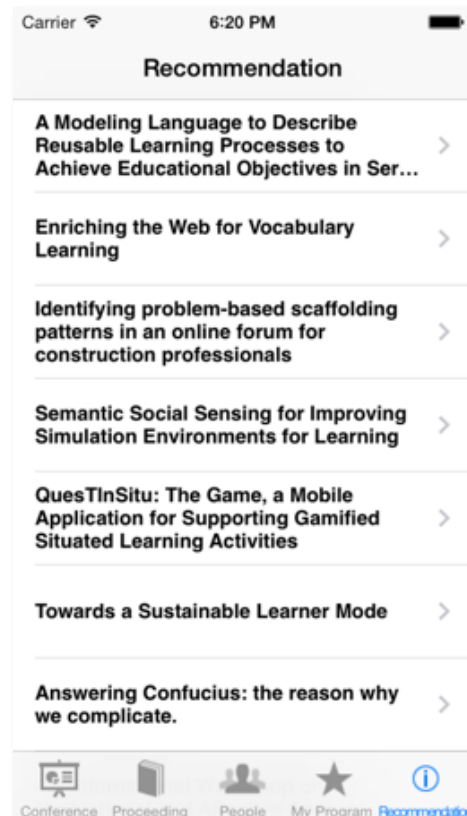 Carrier 6:20 PM
Recommendation
A Modeling Language to Describe
Reusable Learning Processes to
Achieve Educational Objectives in Ser...
Enriching the Web for Vocabulary
Learning
Identifying problem-based scaffolding
patterns in an online forum for
construction professionals
Semantic Social Sensing for Improving
Simulation Environments for Learning
QuesTInSitu: The Game, a Mobile
Application for Supporting Gamified
Situated Learning Activities
Towards a Sustainable Learner Mode
Answering Confucius: the reason why
we complicate.
Conference Proceeding People My Program Recommendation